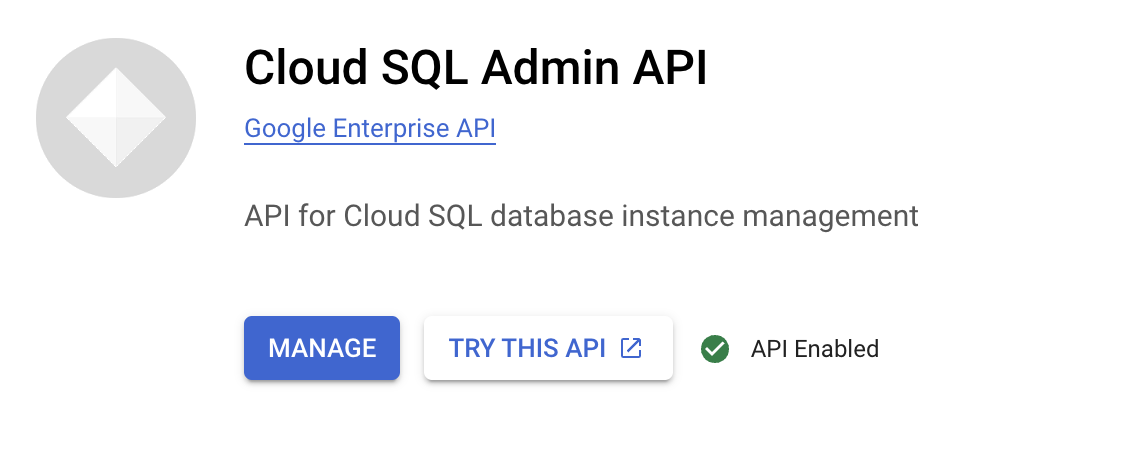 Cloud SQL Admin API
Google Enterprise API
API for Cloud SQL database instance management
MANAGE
TRY THIS API
API Enabled